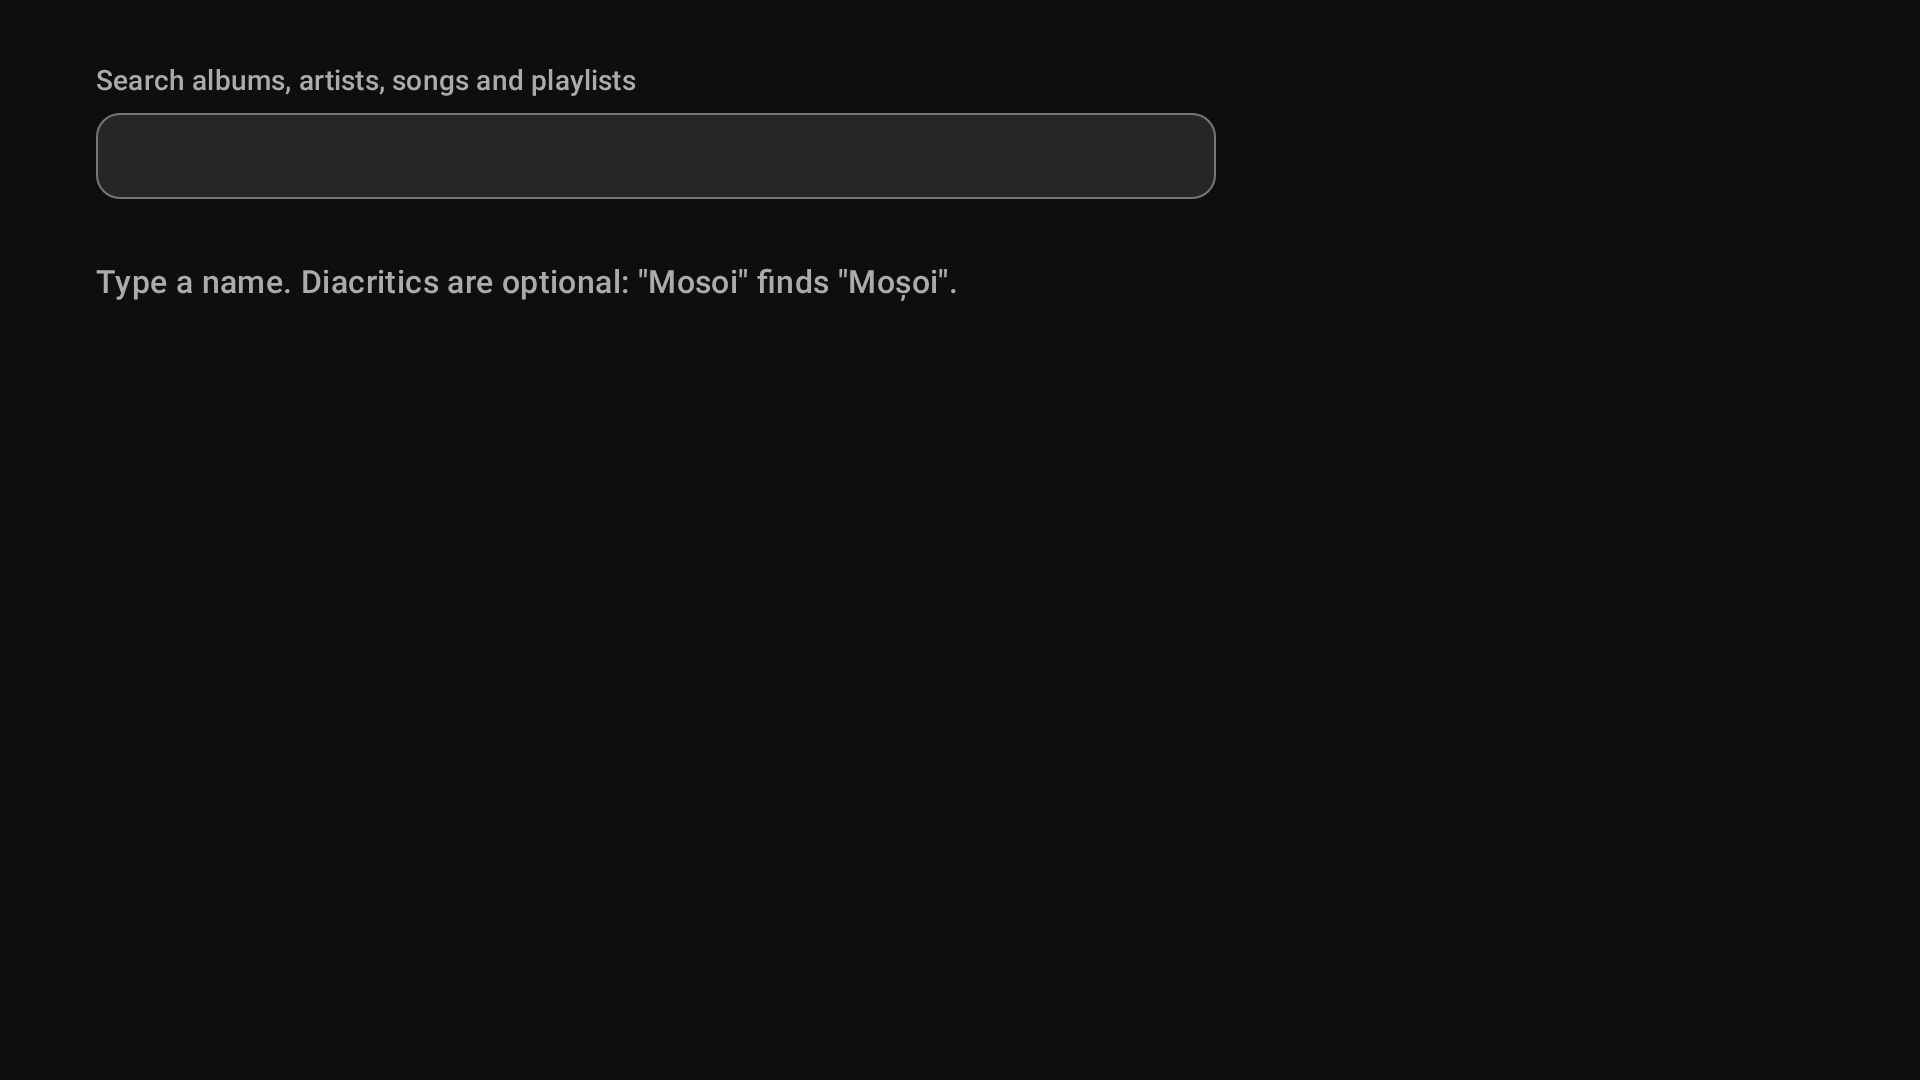 Search albums, artists, songs and playlists
Type a name. Diacritics are optional: "Mosoi" finds "Moșoi".